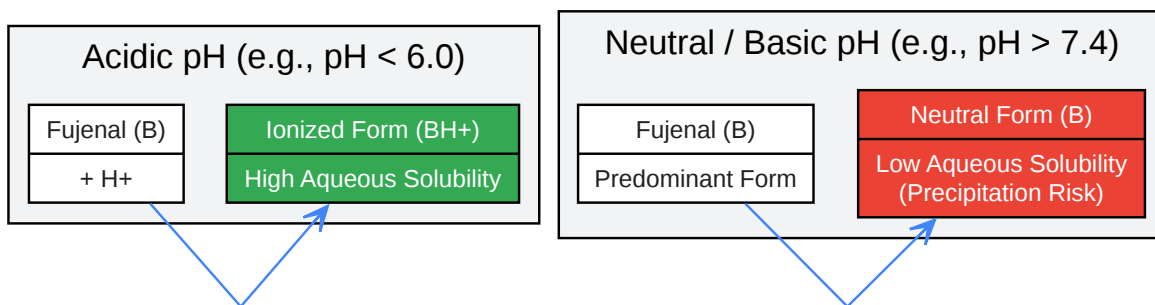 Acidic pH (e.g., pH < 6.0)
Fujenal (B)
+ H+
Ionized Form (BH+)
High Aqueous Solubility
Neutral / Basic pH (e.g., pH > 7.4)
Fujenal (B)
Predominant Form
Neutral Form (B)
Low Aqueous Solubility
(Precipitation Risk)